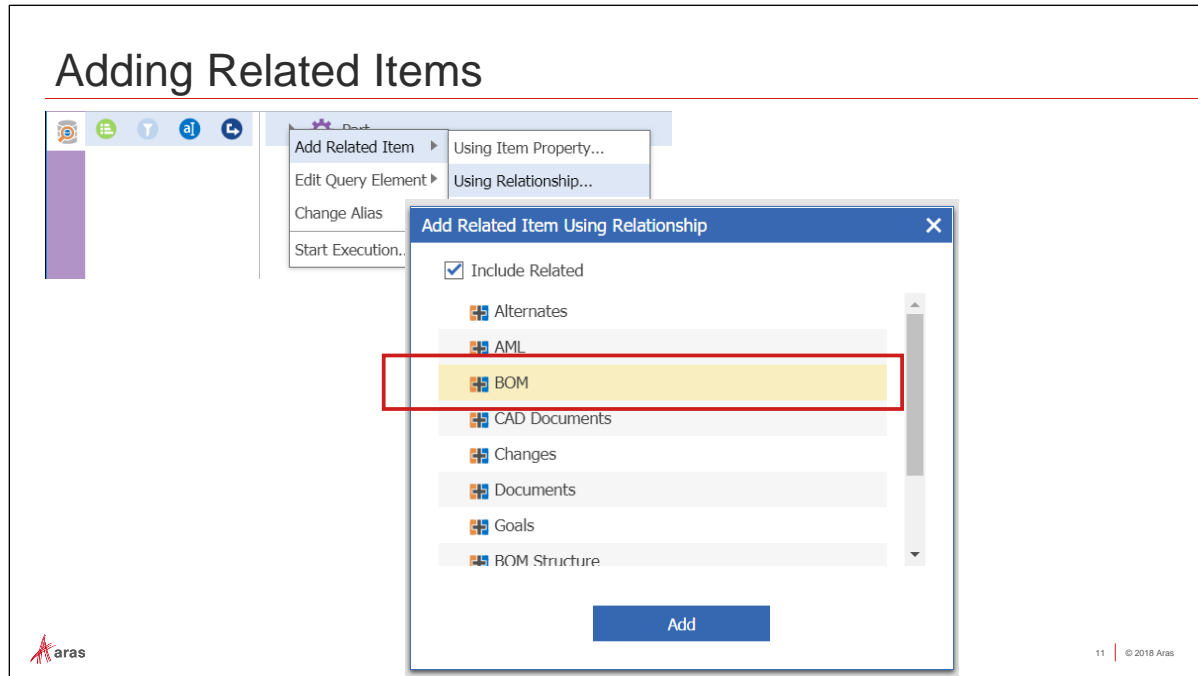 Adding Related Items
Part
Add Related Item
Using Item Property...
Edit Query Element
Using Relationship...
Change Alias
Start Execution..
Add Related Item Using Relationship
Include Related
Alternates
AML
BOM
CAD Documents
Changes
Documents
Goals
BOM Structure
Add
aras
11
© 2018 Aras